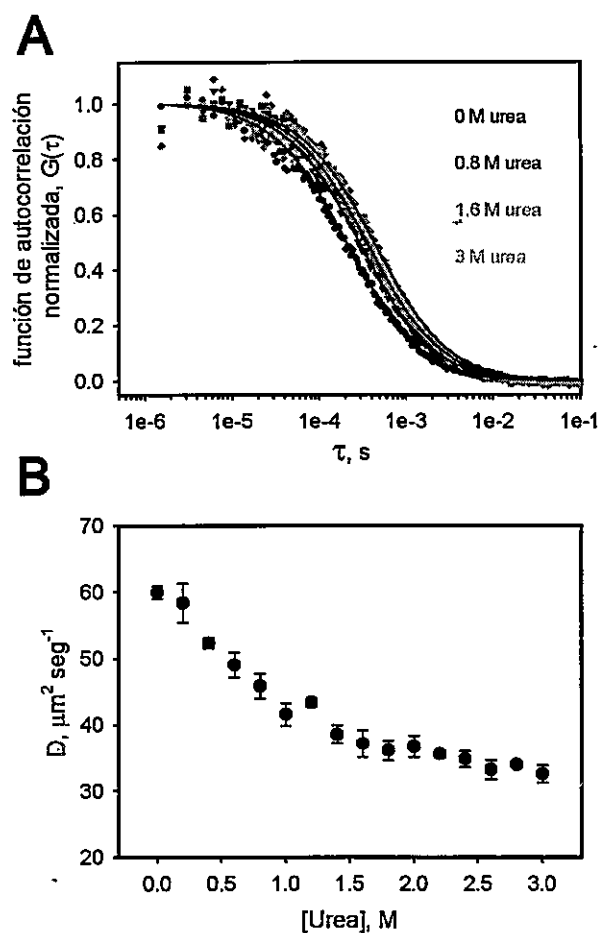 A
función de autocorrelación
normalizada, G(τ)
1.0
0.8
0.6
0.4
0.2
0.0
0 M urea
0.8 M urea
1.6 M urea
3 M urea
1e-6 1e-5 1e-4 1e-3 1e-2 1e-1
τ, s
B
D, μm² seg⁻¹
70
60
50
40
30
20
0.0 0.5 1.0 1.5 2.0 2.5 3.0
[Urea], M